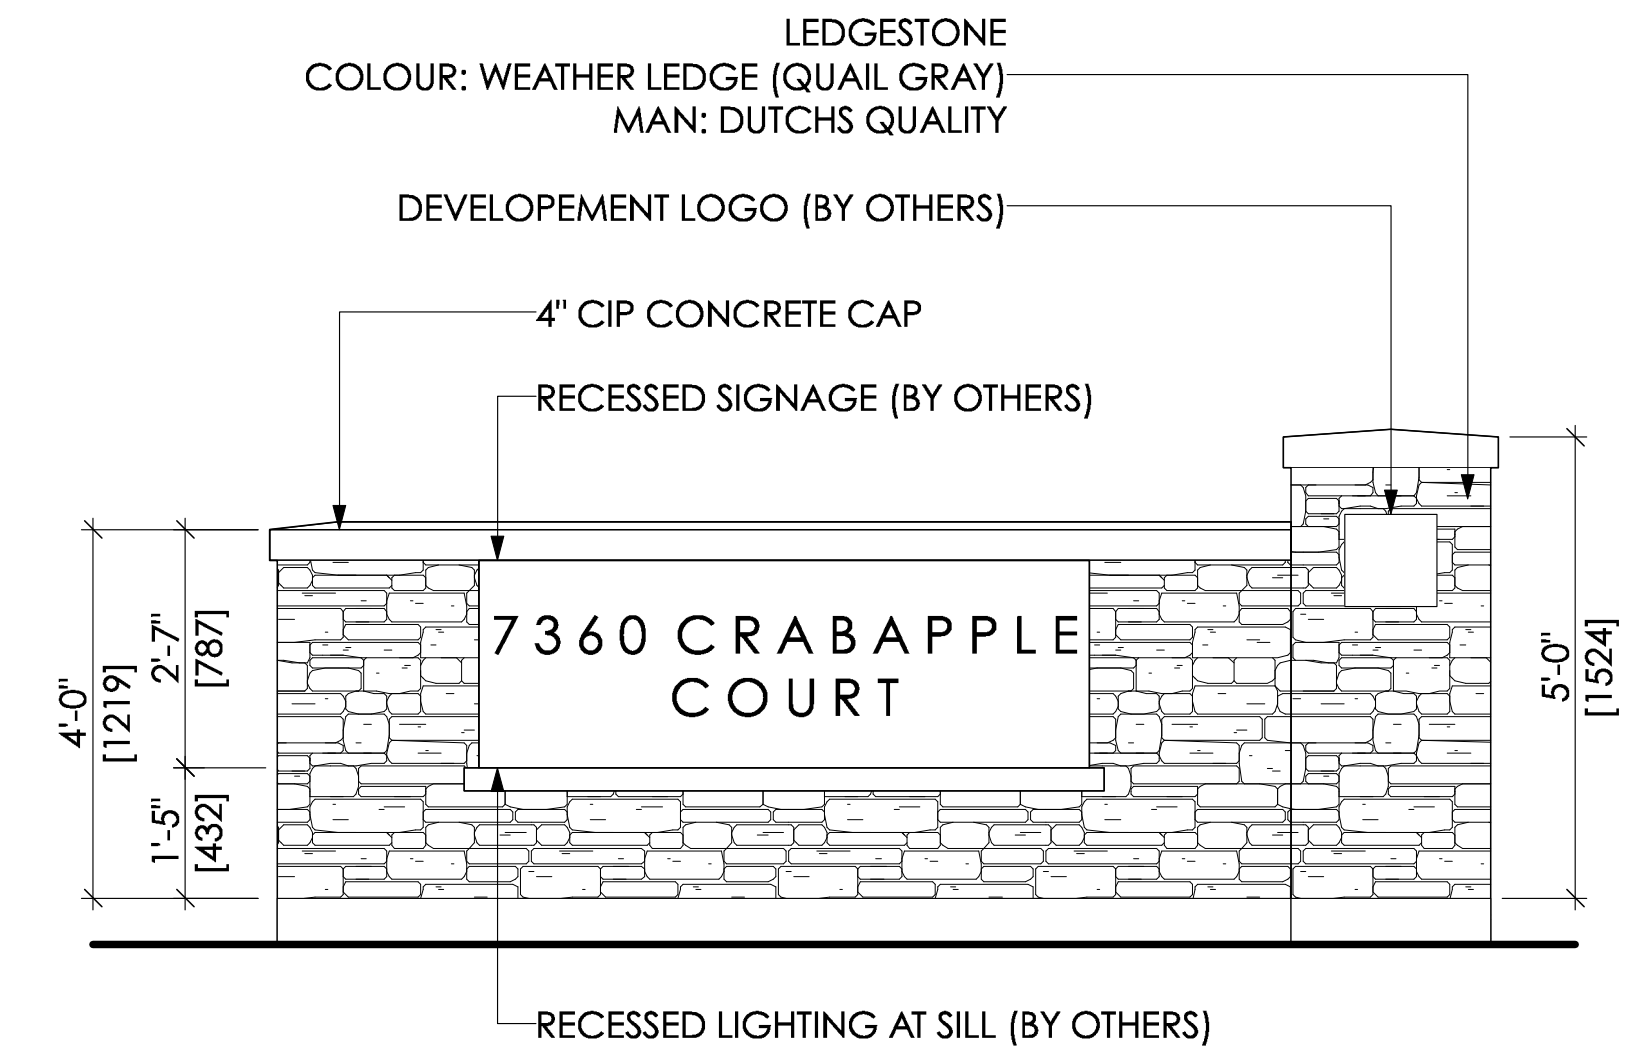 LEDGESTONE
COLOUR: WEATHER LEDGE (QUAIL GRAY)
MAN: DUTCHS QUALITY
DEVELOPEMENT LOGO (BY OTHERS)
4" CIP CONCRETE CAP
RECESSED SIGNAGE (BY OTHERS)
7360 CRABAPPLE
COURT
4'-0"
[1219]
2'-7"
[787]
1'-5"
[432]
5'-0"
[1524]
RECESSED LIGHTING AT SILL (BY OTHERS)